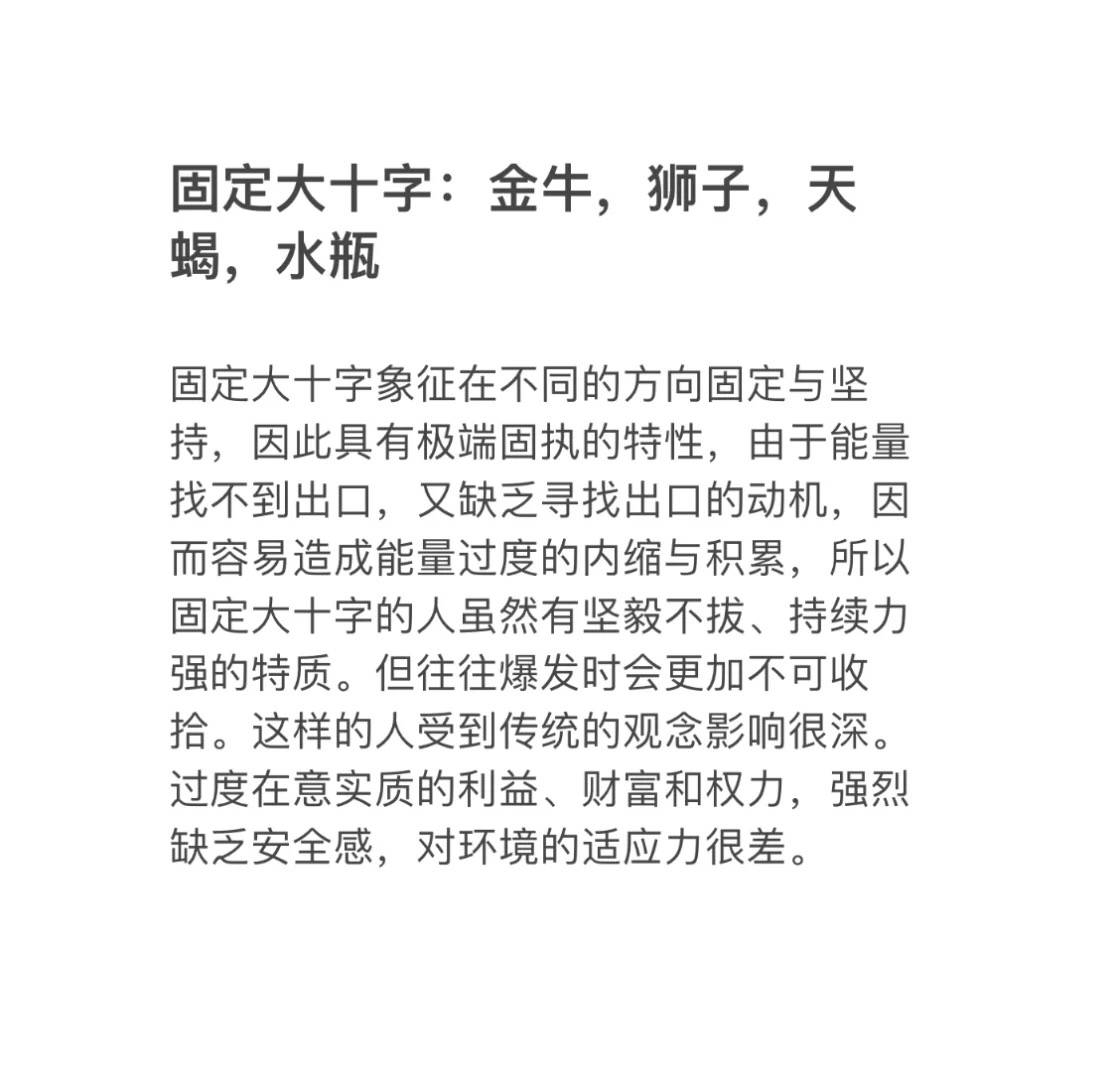 固定大十字：金牛，狮子，天
蝎，水瓶
固定大十字象征在不同的方向固定与坚
持，因此具有极端固执的特性，由于能量
找不到出口，又缺乏寻找出口的动机，因
而容易造成能量过度的内缩与积累，所以
固定大十字的人虽然有坚毅不拔、持续力
强的特质。但往往爆发时会更加不可收
拾。这样的人受到传统的观念影响很深。
过度在意实质的利益、财富和权力，强烈
缺乏安全感，对环境的适应力很差。